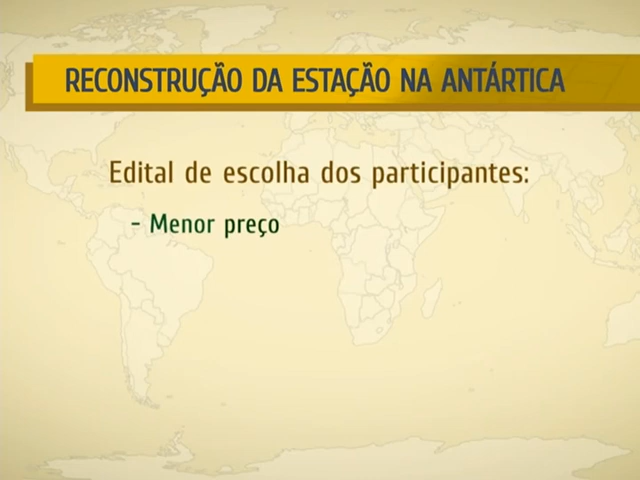 RECONSTRUÇÃO DA ESTAÇÃO NA ANTÁRTICA
Edital de escolha dos participantes:
- Menor preço